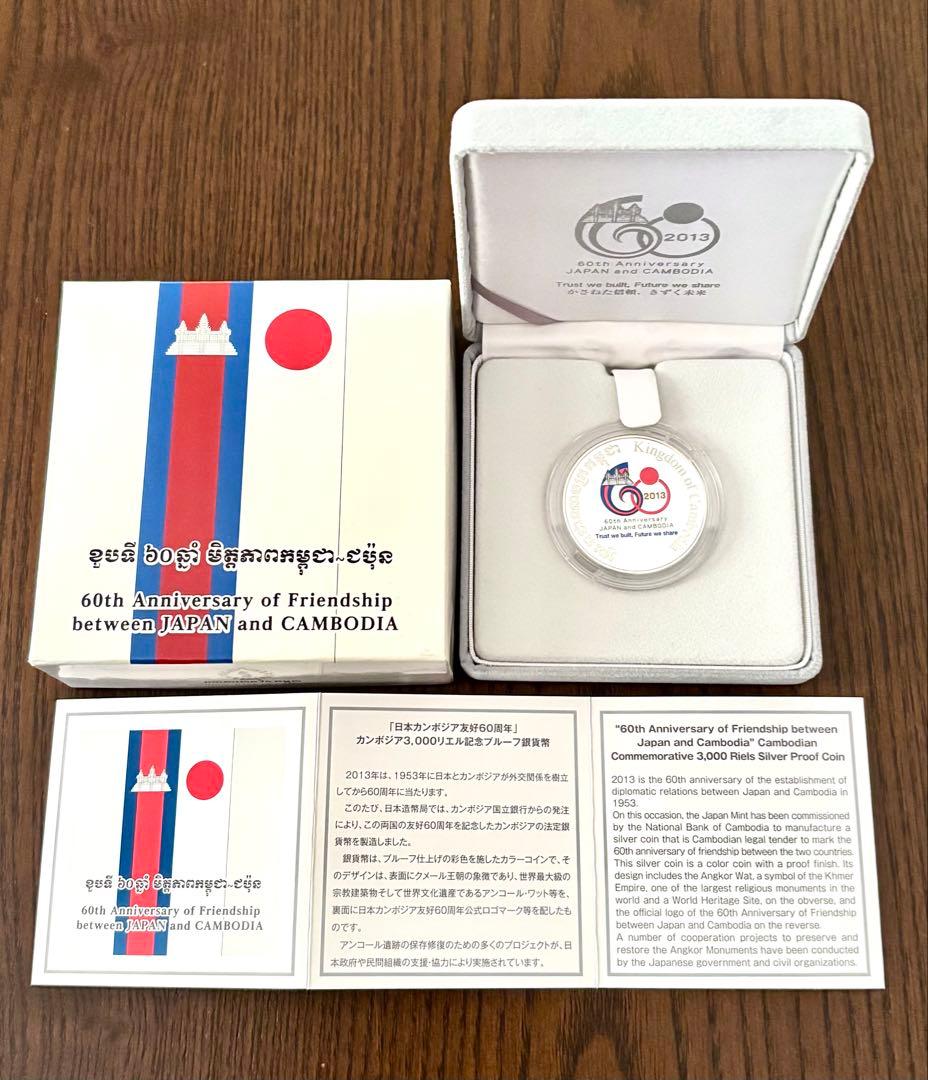 2013
60th Anniversary
JAPAN and CAMBODIA
Trust we built, Future we share
かさねた信頼、きずく未来
ខួបទី ៦០ឆ្នាំ មិត្តភាពកម្ពុជា~ជប៉ុន
60th Anniversary of Friendship
between JAPAN and CAMBODIA
Kingdom of
2013
60th Anniversary
JAPAN and CAMBODIA
Trust we built, Future we share
ខួបទី ៦០ឆ្នាំ មិត្តភាពកម្ពុជា~ជប៉ុន
60th Anniversary of Friendship
between JAPAN and CAMBODIA
「日本カンボジア友好60周年」
カンボジア3,000リエル記念プルーフ銀貨幣
2013年は、1953年に日本とカンボジアが外交関係を樹立
してから60周年に当たります。
このたび、日本造幣局では、カンボジア国立銀行からの発注
により、この両国の友好60周年を記念したカンボジアの法定銀
貨幣を製造しました。
銀貨幣は、プルーフ仕上げの彩色を施したカラーコインで、そ
のデザインは、表面にクメール王朝の象徴であり、世界最大級の
宗教建築物そして世界文化遺産であるアンコール・ワット等を、
裏面に日本カンボジア友好60周年公式ロゴマーク等を配したも
のです。
アンコール遺跡の保存修復のための多くのプロジェクトが、日
本政府や民間組織の支援・協力により実施されています。
"60th Anniversary of Friendship between
Japan and Cambodia" Cambodian
Commemorative 3,000 Riels Silver Proof Coin
2013 is the 60th anniversary of the establishment of
diplomatic relations between Japan and Cambodia in
1953.
On this occasion, the Japan Mint has been commissioned
by the National Bank of Cambodia to manufacture a
silver coin that is Cambodian legal tender to mark the
60th anniversary of friendship between the two countries.
This silver coin is a color coin with a proof finish. Its
design includes the Angkor Wat, a symbol of the Khmer
Empire, one of the largest religious monuments in the
world and a World Heritage Site, on the obverse, and
the official logo of the 60th Anniversary of Friendship
between Japan and Cambodia on the reverse.
A number of cooperation projects to preserve and
restore the Angkor Monuments have been conducted
by the Japanese government and civil organizations.